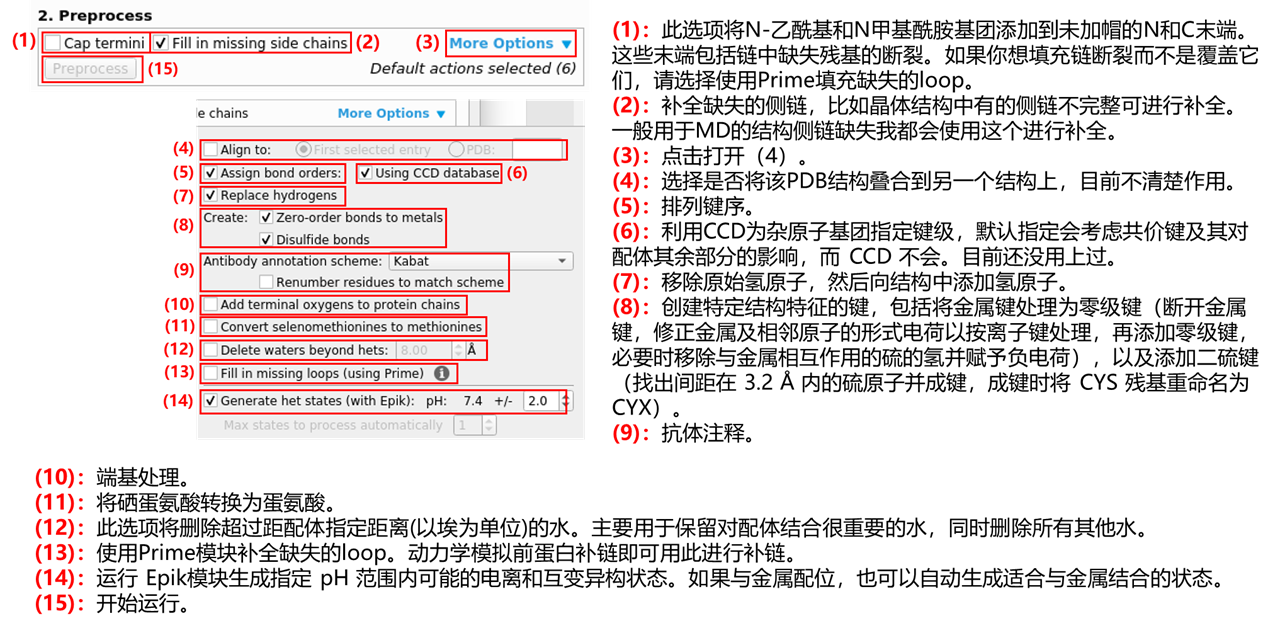 2. Preprocess
(1) Cap termini Fill in missing side chains (2) (3) More Options
Preprocess (15) Default actions selected (6)
le chains More Options
(4) Align to: First selected entry PDB:
(5) Assign bond orders: Using CCD database (6)
(7) Replace hydrogens
(8) Create: Zero-order bonds to metals
Disulfide bonds
(9) Antibody annotation scheme: Kabat
Renumber residues to match scheme
(10) Add terminal oxygens to protein chains
(11) Convert selenomethionines to methionines
(12) Delete waters beyond hets: 8.00 Å
(13) Fill in missing loops (using Prime)
(14) Generate het states (with Epik): pH: 7.4 +/- 2.0
Max states to process automatically 1
(1)：此选项将N-乙酰基和N甲基酰胺基团添加到未加帽的N和C末端。
这些末端包括链中缺失残基的断裂。如果你想填充链断裂而不是覆盖它
们，请选择使用Prime填充缺失的loop。
(2)：补全缺失的侧链，比如晶体结构中有的侧链不完整可进行补全。
一般用于MD的结构侧链缺失我都会使用这个进行补全。
(3)：点击打开（4）。
(4)：选择是否将该PDB结构叠合到另一个结构上，目前不清楚作用。
(5)：排列键序。
(6)：利用CCD为杂原子基团指定键级，默认指定会考虑共价键及其对
配体其余部分的影响，而 CCD 不会。目前还没用上过。
(7)：移除原始氢原子，然后向结构中添加氢原子。
(8)：创建特定结构特征的键，包括将金属键处理为零级键（断开金属
键，修正金属及相邻原子的形式电荷以按离子键处理，再添加零级键，
必要时移除与金属相互作用的硫的氢并赋予负电荷），以及添加二硫键
（找出间距在 3.2 Å 内的硫原子并成键，成键时将 CYS 残基重命名为
CYX）。
(9)：抗体注释。
(10)：端基处理。
(11)：将硒蛋氨酸转换为蛋氨酸。
(12)：此选项将删除超过距配体指定距离(以埃为单位)的水。主要用于保留对配体结合很重要的水，同时删除所有其他水。
(13)：使用Prime模块补全缺失的loop。动力学模拟前蛋白补链即可用此进行补链。
(14)：运行 Epik模块生成指定 pH 范围内可能的电离和互变异构状态。如果与金属配位，也可以自动生成适合与金属结合的状态。
(15)：开始运行。